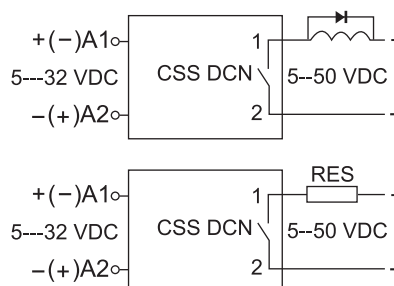 +(−)A1 1
5---32 VDC CSS DCN 5--50 VDC
−(+)A2 2
RES
+(−)A1 1
5---32 VDC CSS DCN 5--50 VDC
−(+)A2 2